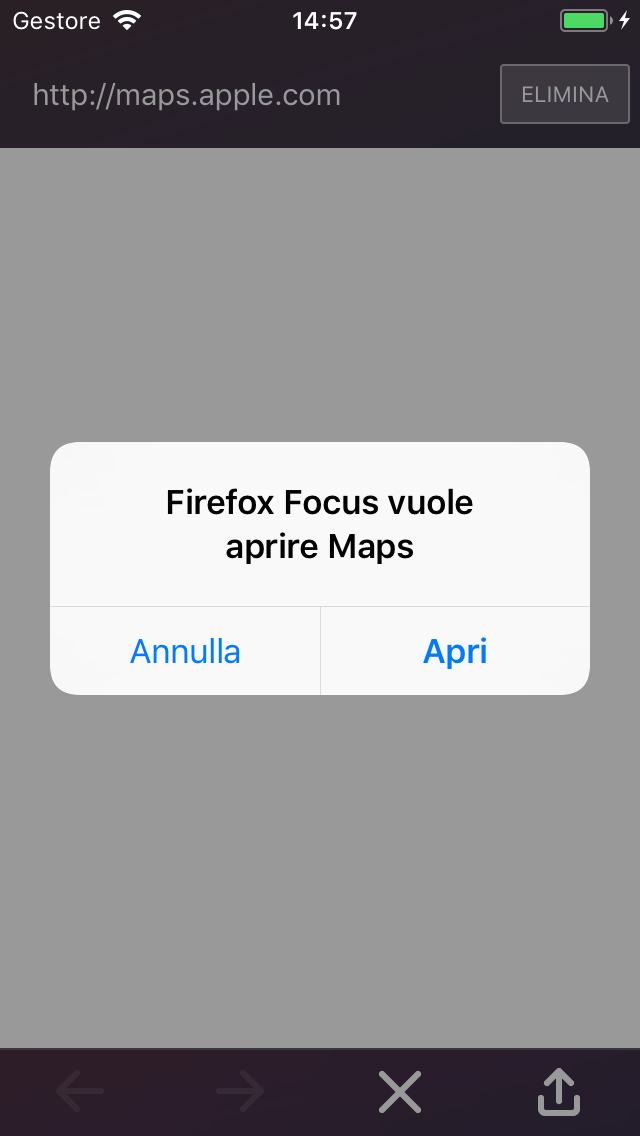 Gestore 14:57
http://maps.apple.com ELIMINA
Firefox Focus vuole
aprire Maps
Annulla Apri